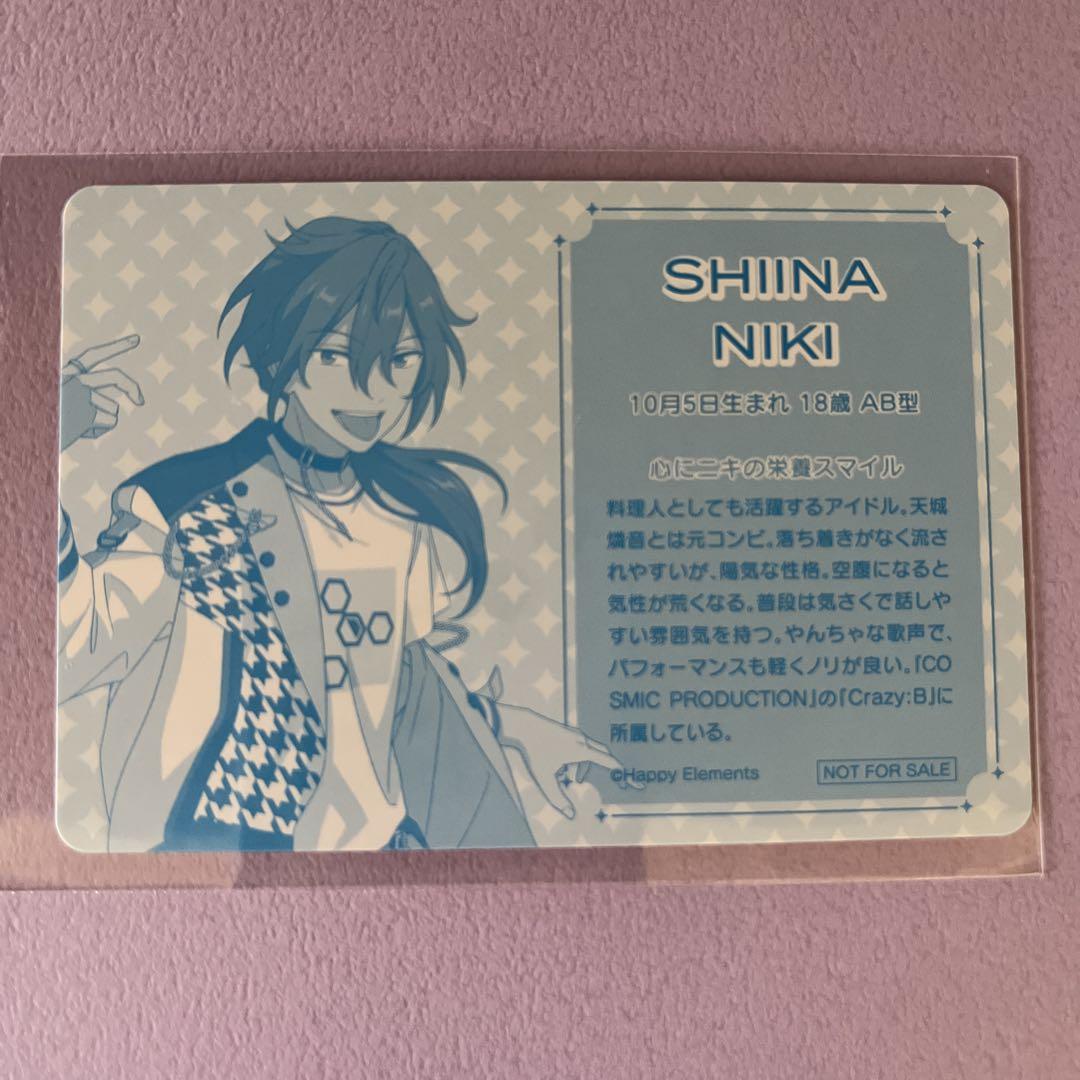 SHIINA
NIKI
10月5日生まれ 18歳 AB型
心にニキの栄養スマイル
料理人としても活躍するアイドル。天城
燐音とは元コンビ。落ち着きがなく流さ
れやすいが、陽気な性格。空腹になると
気性が荒くなる。普段は気さくで話しや
すい雰囲気を持つ。やんちゃな歌声で、
パフォーマンスも軽くノリが良い。「CO
SMIC PRODUCTION」の「Crazy:B」に
所属している。
©Happy Elements
NOT FOR SALE